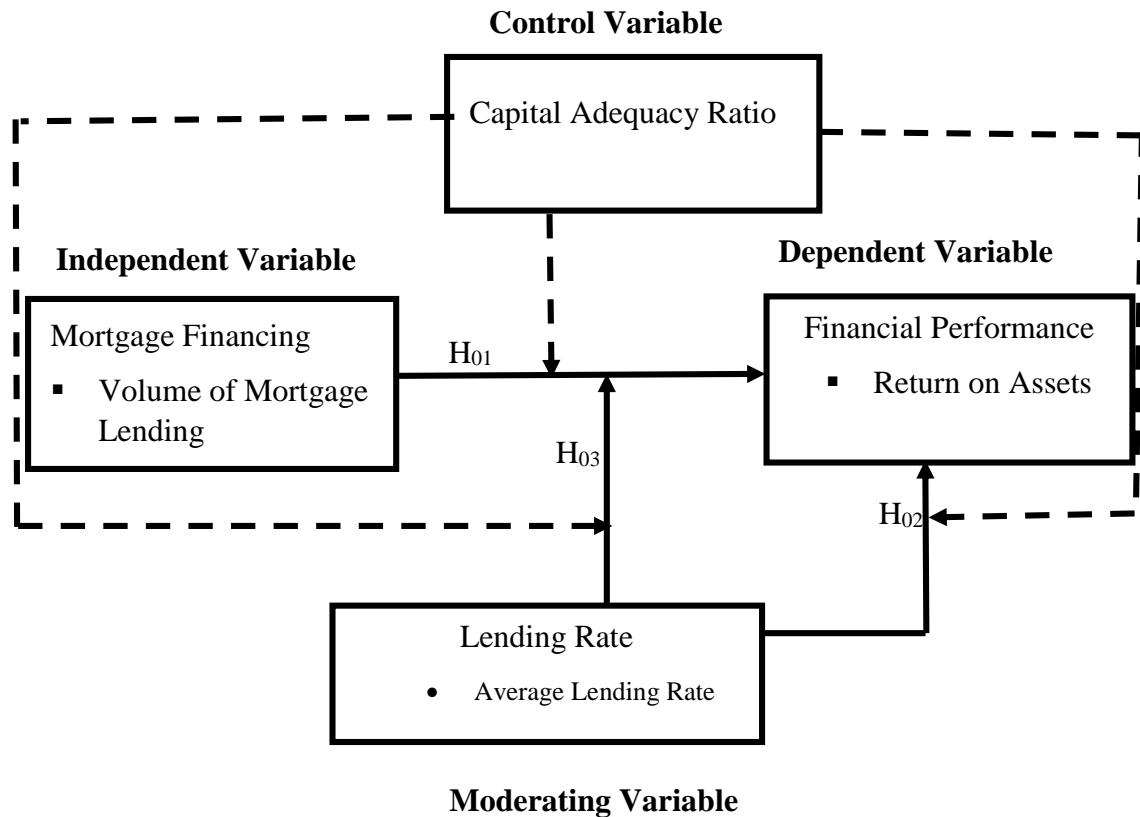 Control Variable
Capital Adequacy Ratio
Independent Variable
Dependent Variable
Mortgage Financing
▪ Volume of Mortgage
Lending
H01
Financial Performance
▪ Return on Assets
H03
H02
Lending Rate
• Average Lending Rate
Moderating Variable